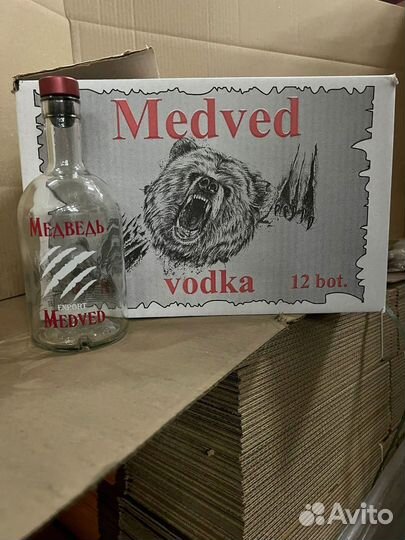 Medved
vodka 12 bot.
Медведь
EXPORT
MEDVED
Avito